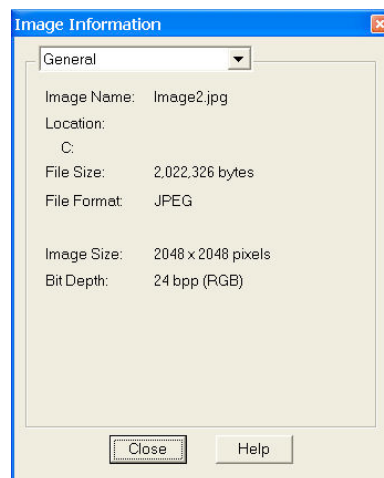 Image Information
General
Image Name: Image2.jpg
Location:
C:
File Size: 2,022,326 bytes
File Format: JPEG
Image Size: 2048 x 2048 pixels
Bit Depth: 24 bpp (RGB)
Close Help